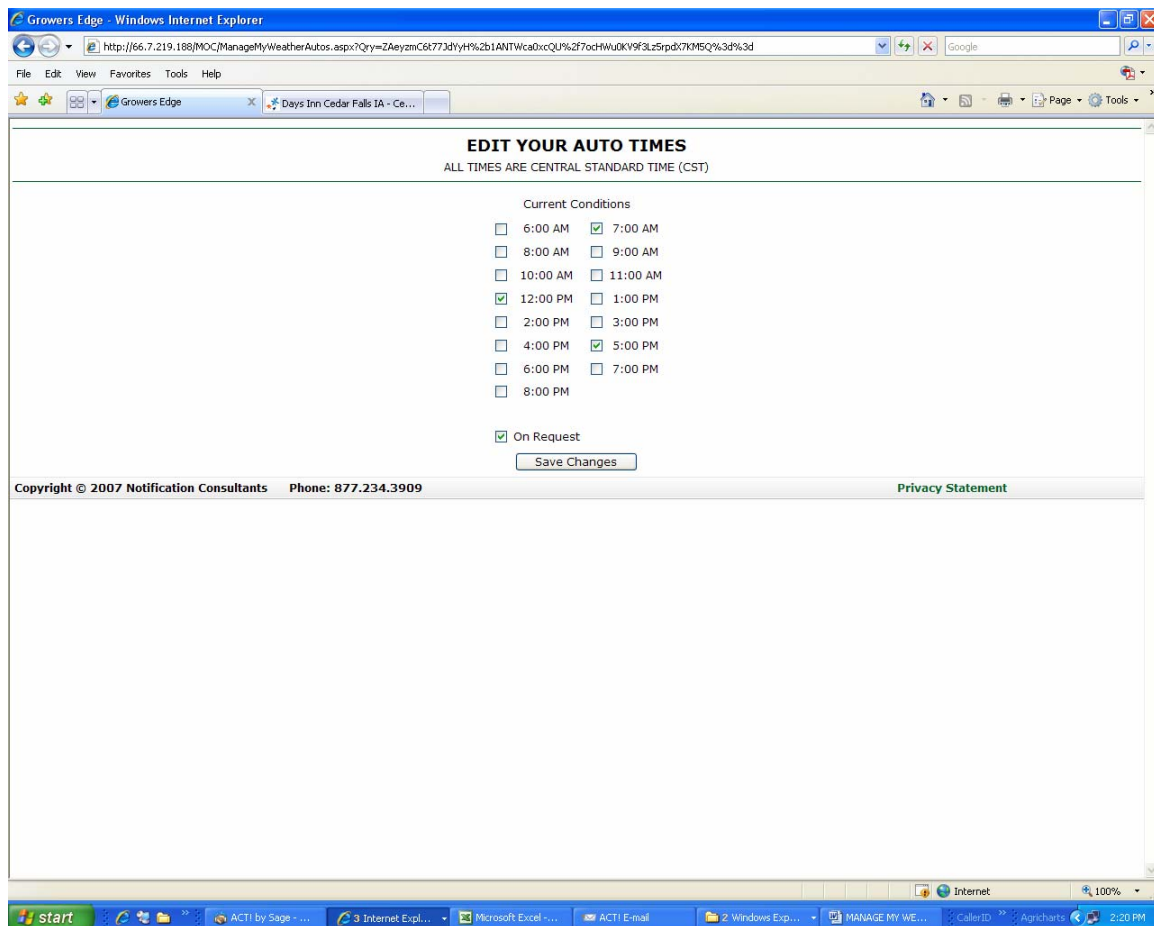 Growers Edge - Windows Internet Explorer
http://66.7.219.188/MOC/ManageMyWeatherAutos.aspx?Qry=ZAeyzmC6t77JdYyH%2b1ANTWca0xcQU%2f7ocHWu0KV9f3Lz5rpdX7KM5Q%3d%3d
Google
File Edit View Favorites Tools Help
Growers Edge
Days Inn Cedar Falls IA - Ce...
Page Tools
EDIT YOUR AUTO TIMES
ALL TIMES ARE CENTRAL STANDARD TIME (CST)
Current Conditions
6:00 AM 7:00 AM
8:00 AM 9:00 AM
10:00 AM 11:00 AM
12:00 PM 1:00 PM
2:00 PM 3:00 PM
4:00 PM 5:00 PM
6:00 PM 7:00 PM
8:00 PM
On Request
Save Changes
Copyright © 2007 Notification Consultants Phone: 877.234.3909 Privacy Statement
Internet 100%
start ACT! by Sage - ... 3 Internet Expl... Microsoft Excel -... ACT! E-mail 2 Windows Exp... MANAGE MY WE... CallerID Agricharts 2:20 PM